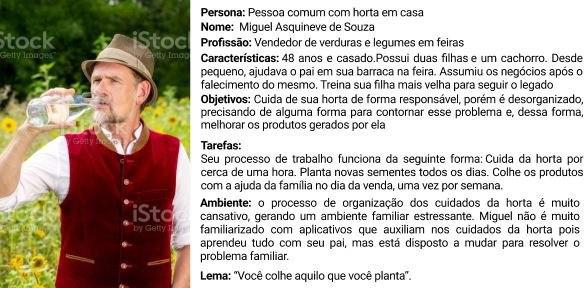 Persona: Pessoa comum com horta em casa
Nome: Miguel Asquineve de Souza
Profissão: Vendedor de verduras e legumes em feiras
Características: 48 anos e casado.Possui duas filhas e um cachorro. Desde
pequeno, ajudava o pai em sua barraca na feira. Assumiu os negócios após o
falecimento do mesmo. Treina sua filha mais velha para seguir o legado
Objetivos: Cuida de sua horta de forma responsável, porém é desorganizado,
precisando de alguma forma para contornar esse problema e, dessa forma,
melhorar os produtos gerados por ela
Tarefas:
Seu processo de trabalho funciona da seguinte forma: Cuida da horta por
cerca de uma hora. Planta novas sementes todos os dias. Colhe os produtos
com a ajuda da família no dia da venda, uma vez por semana.
Ambiente: o processo de organização dos cuidados da horta é muito
cansativo, gerando um ambiente familiar estressante. Miguel não é muito
familiarizado com aplicativos que auxiliam nos cuidados da horta pois
aprendeu tudo com seu pai, mas está disposto a mudar para resolver o
problema familiar.
Lema: “Você colhe aquilo que você planta”.
iStock
by Getty Images
iStock
by Getty Images